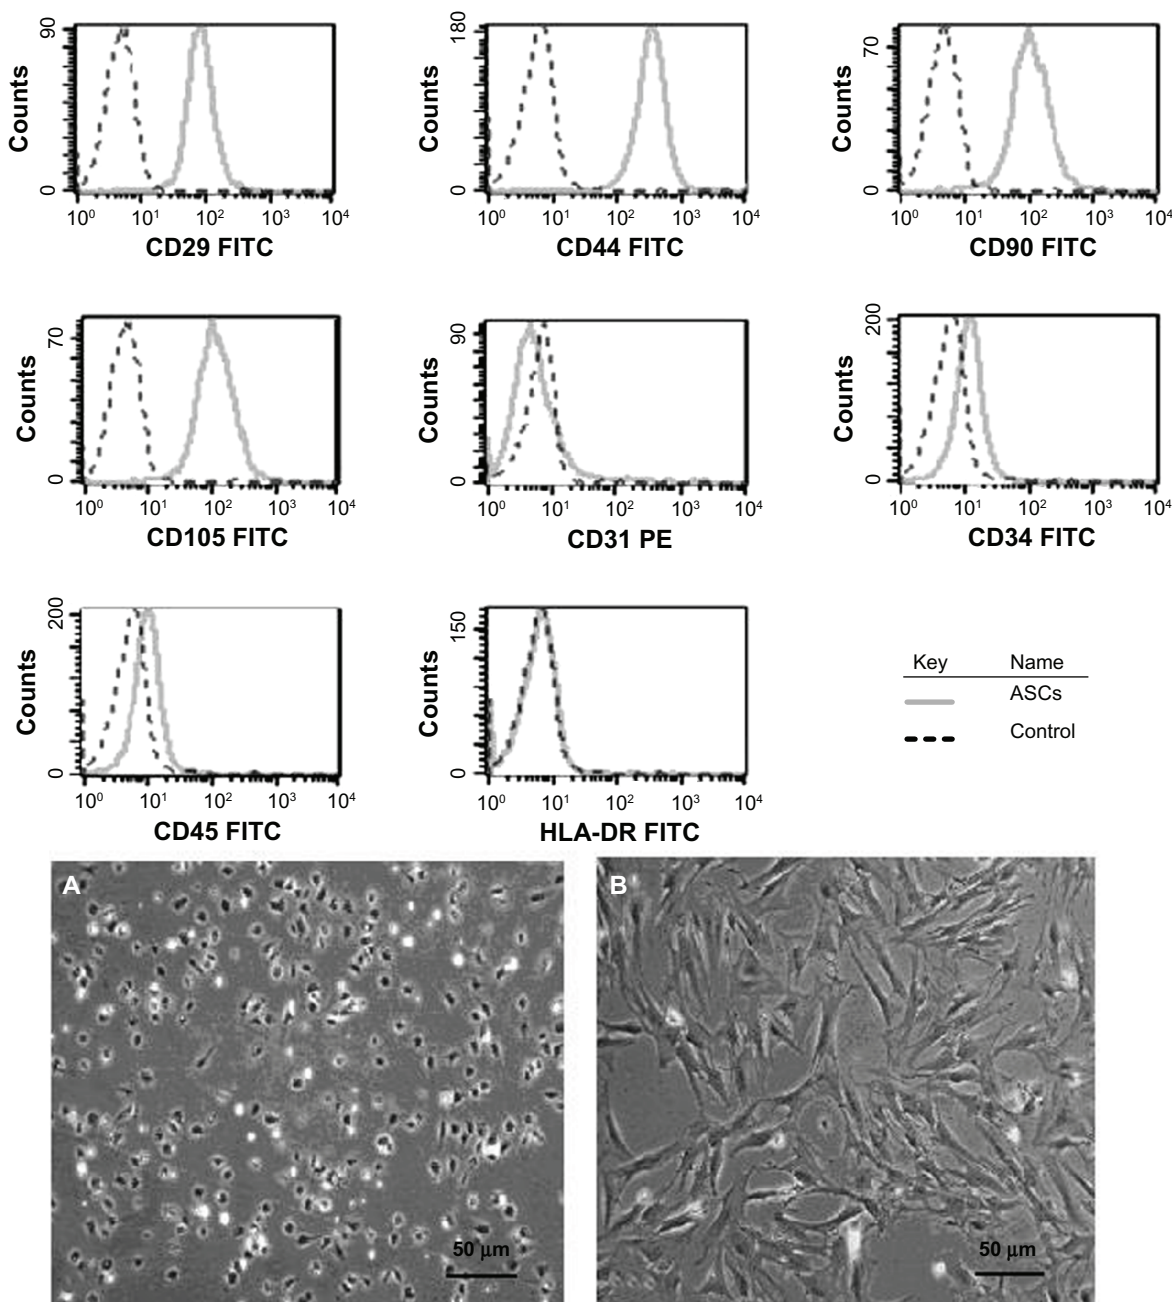 90
Counts
0
10⁰ 10¹ 10² 10³ 10⁴
CD29 FITC
180
Counts
0
10⁰ 10¹ 10² 10³ 10⁴
CD44 FITC
70
Counts
0
10⁰ 10¹ 10² 10³ 10⁴
CD90 FITC
70
Counts
0
10⁰ 10¹ 10² 10³ 10⁴
CD105 FITC
90
Counts
0
10⁰ 10¹ 10² 10³ 10⁴
CD31 PE
200
Counts
0
10⁰ 10¹ 10² 10³ 10⁴
CD34 FITC
200
Counts
0
10⁰ 10¹ 10² 10³ 10⁴
CD45 FITC
150
Counts
0
10⁰ 10¹ 10² 10³ 10⁴
HLA-DR FITC
Key Name
ASCs
Control
A
50 µm
B
50 µm